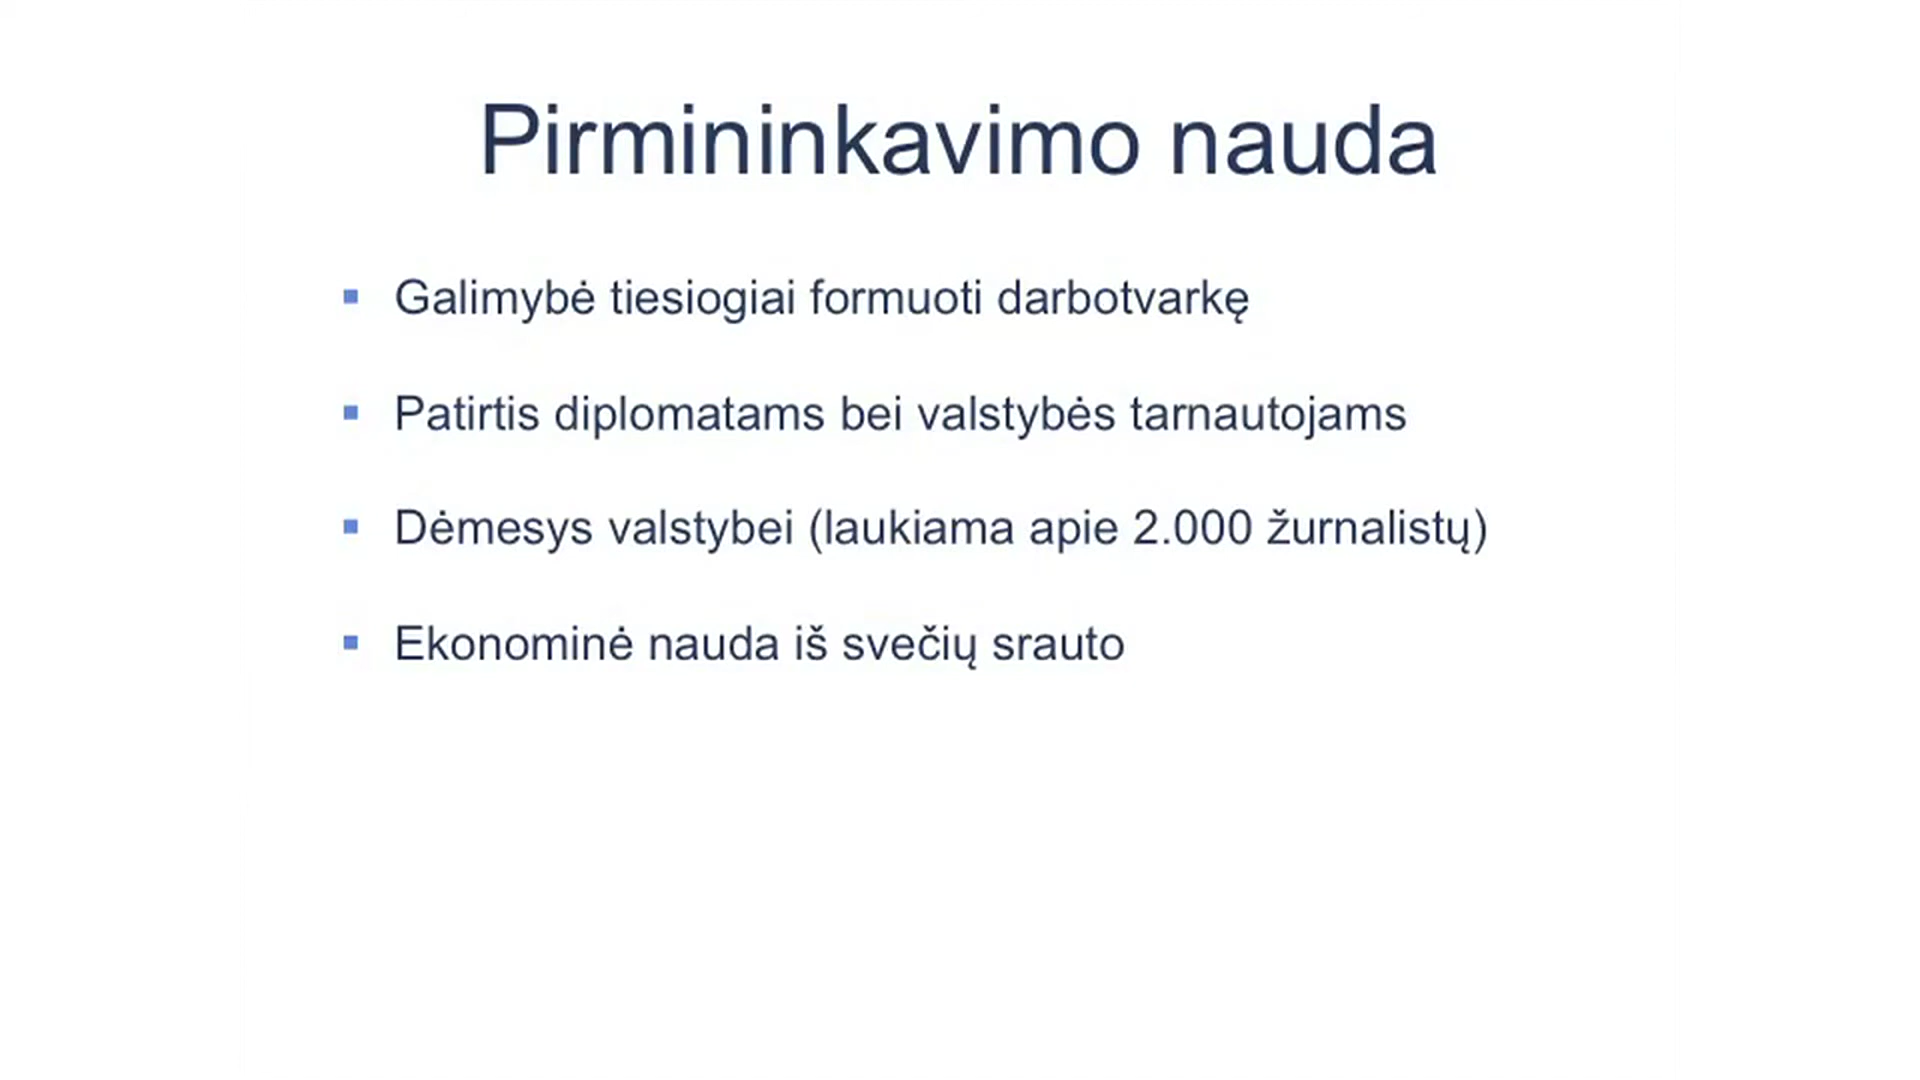 Pirmininkavimo nauda
▪ Galimybė tiesiogiai formuoti darbotvarkę
▪ Patirtis diplomatams bei valstybės tarnautojams
▪ Dėmesys valstybei (laukiama apie 2.000 žurnalistų)
▪ Ekonominė nauda iš svečių srauto